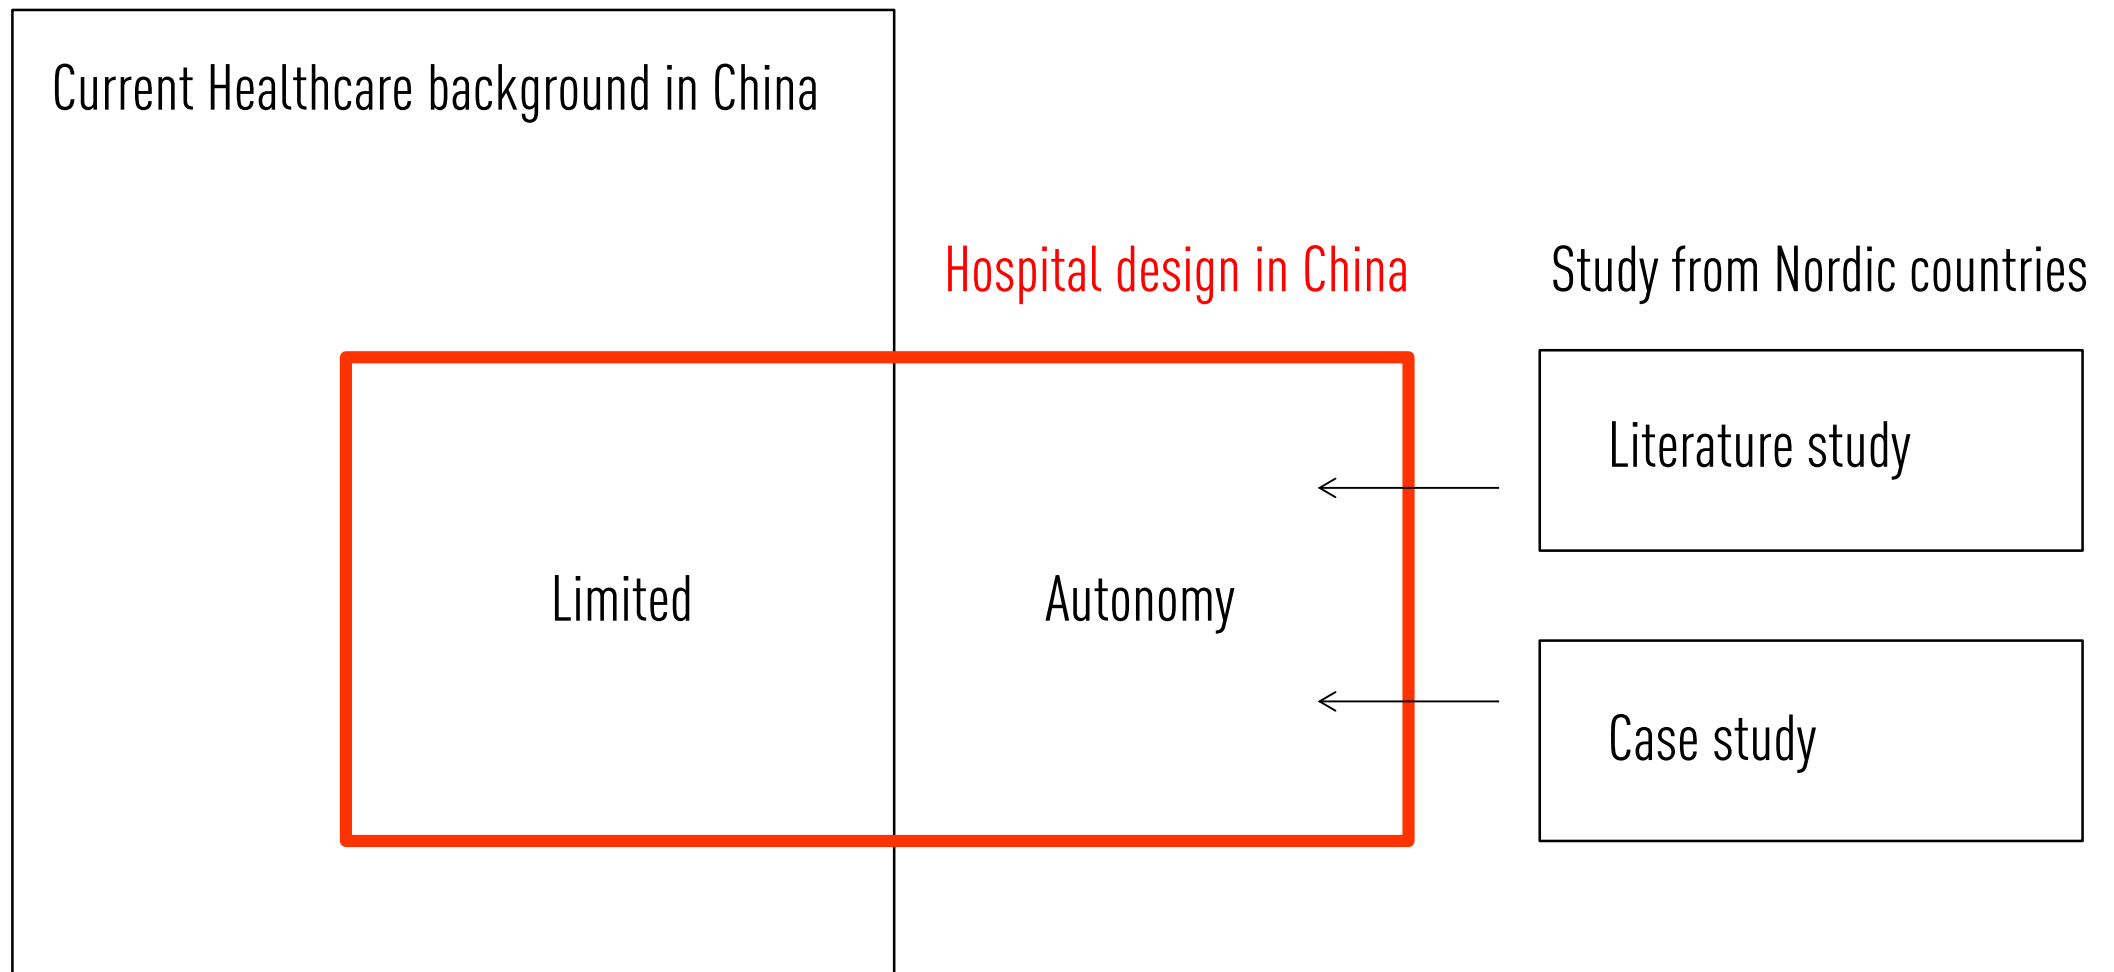 Current Healthcare background in China
Hospital design in China
Study from Nordic countries
Literature study
Limited
Autonomy
Case study